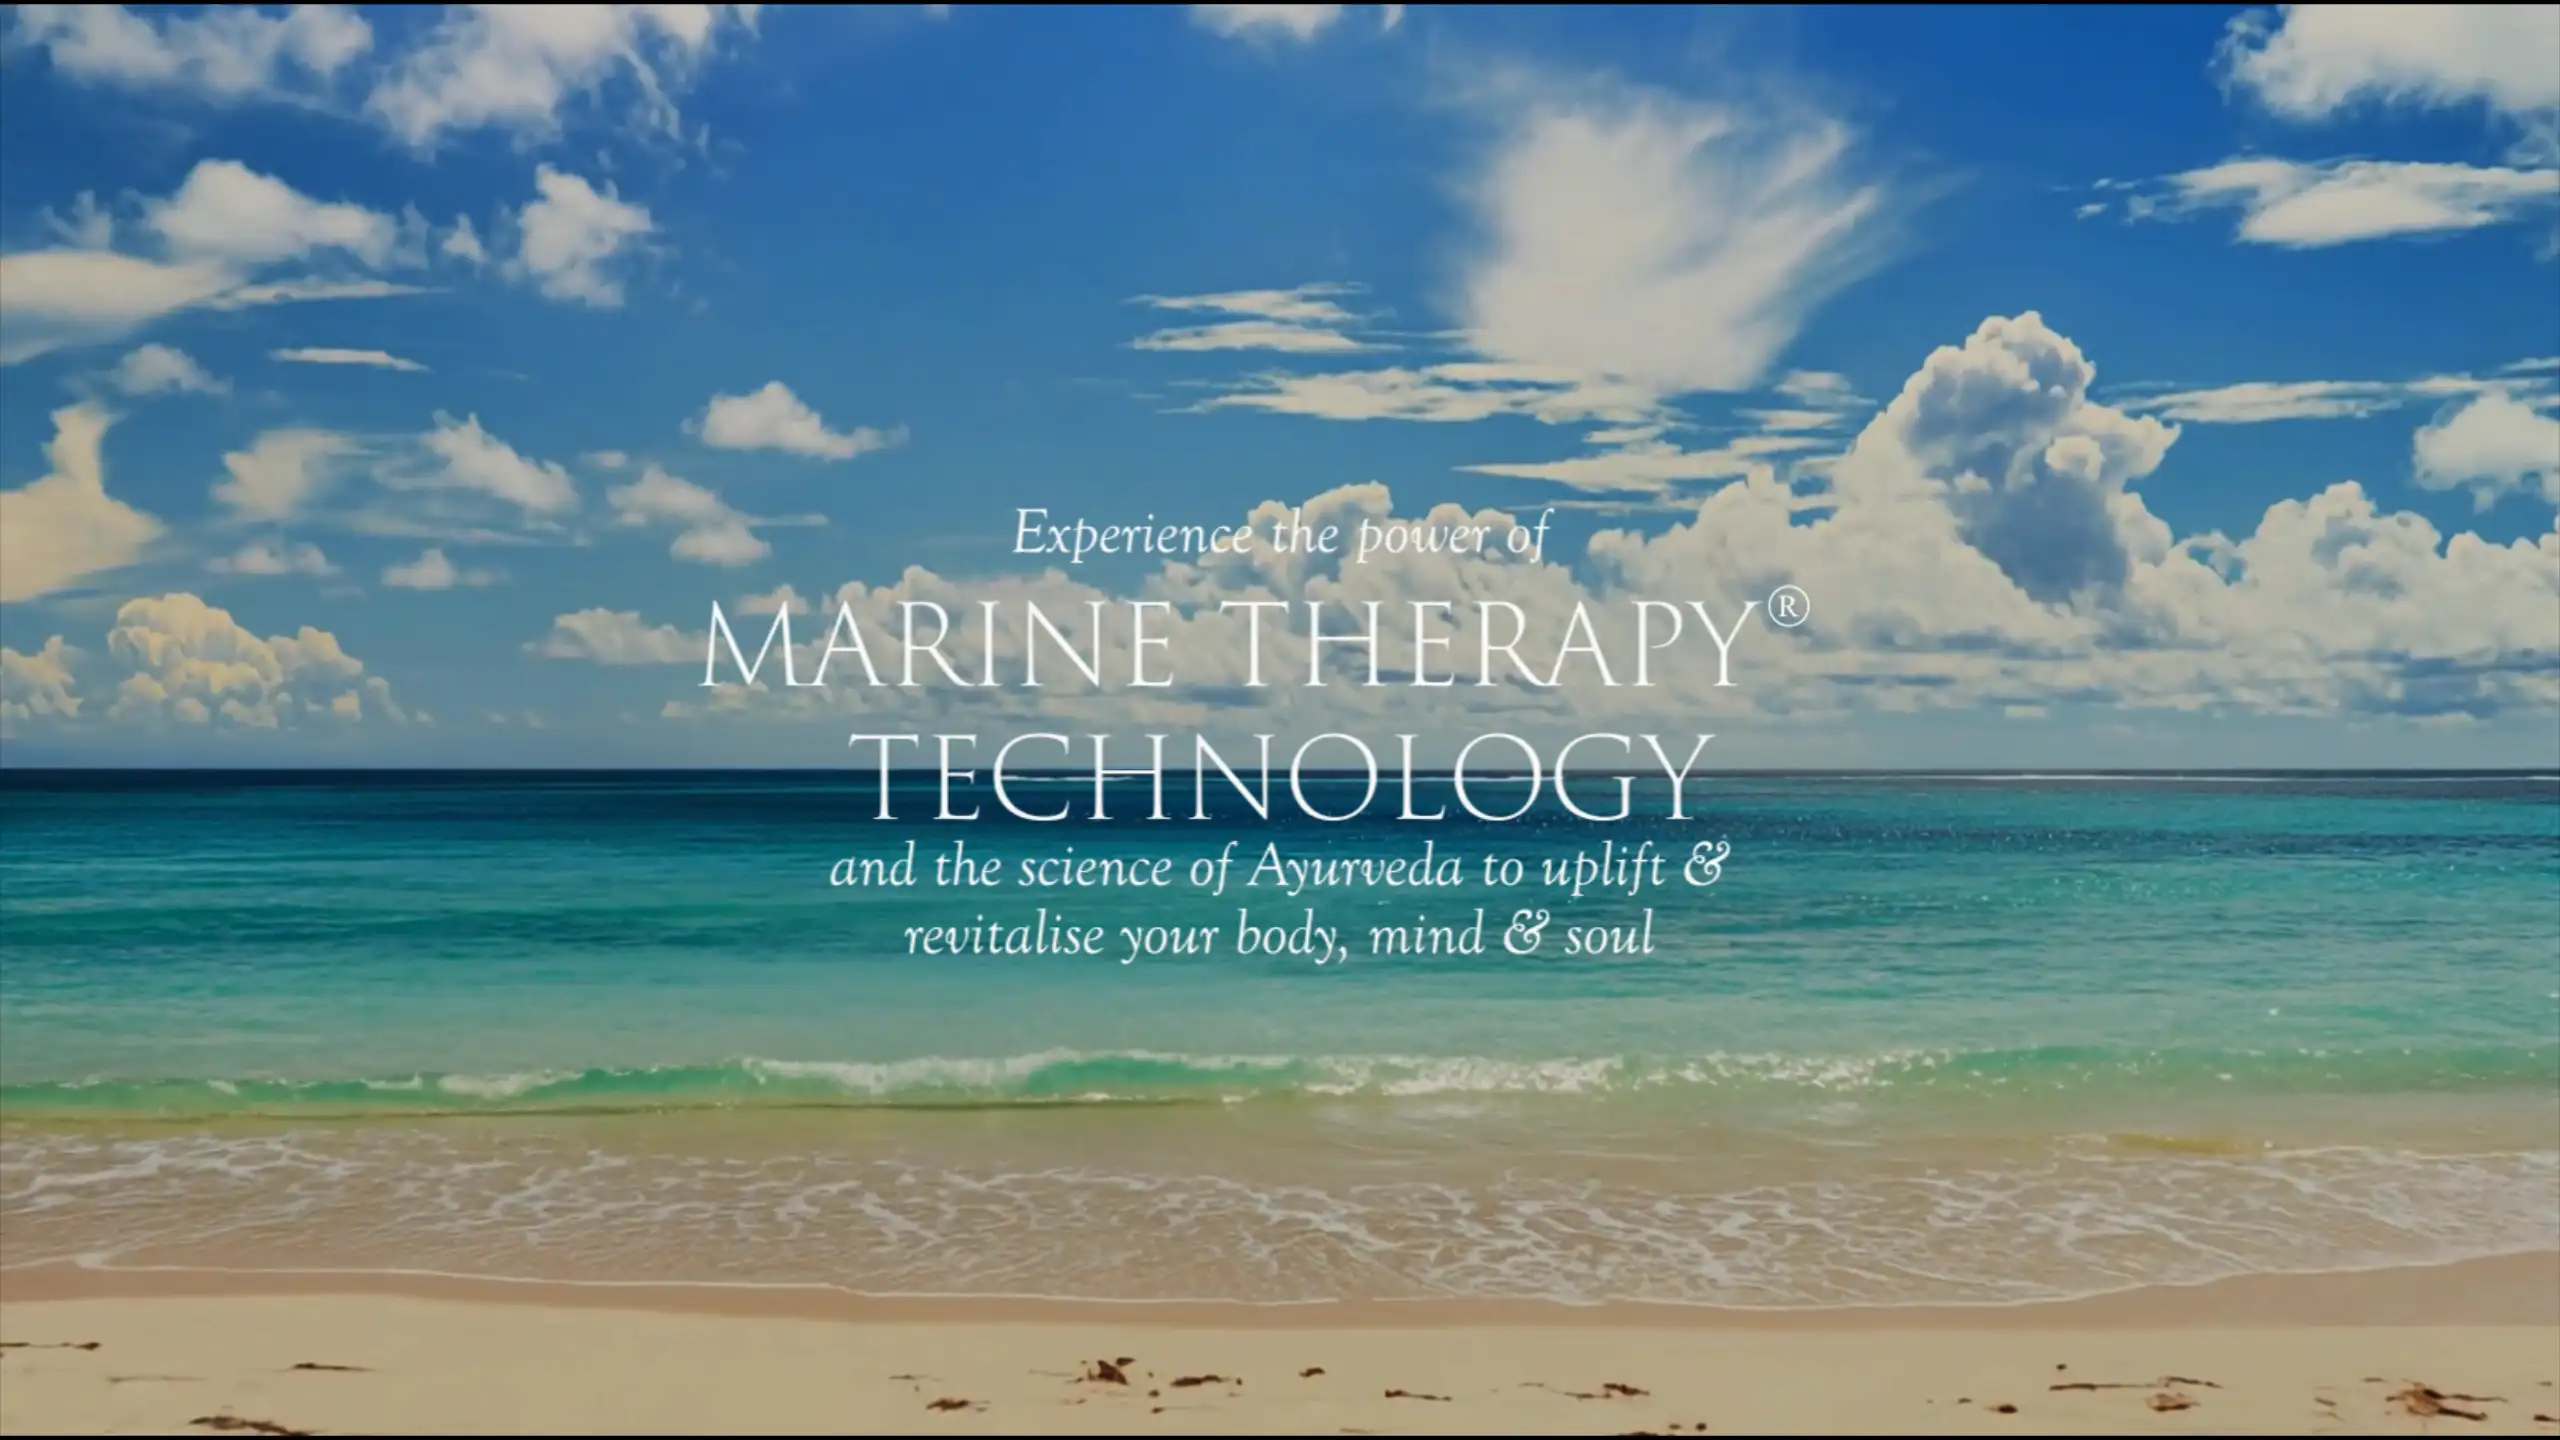 Experience the power of
MARINE THERAPY®
TECHNOLOGY
and the science of Ayurveda to uplift &
revitalise your body, mind & soul